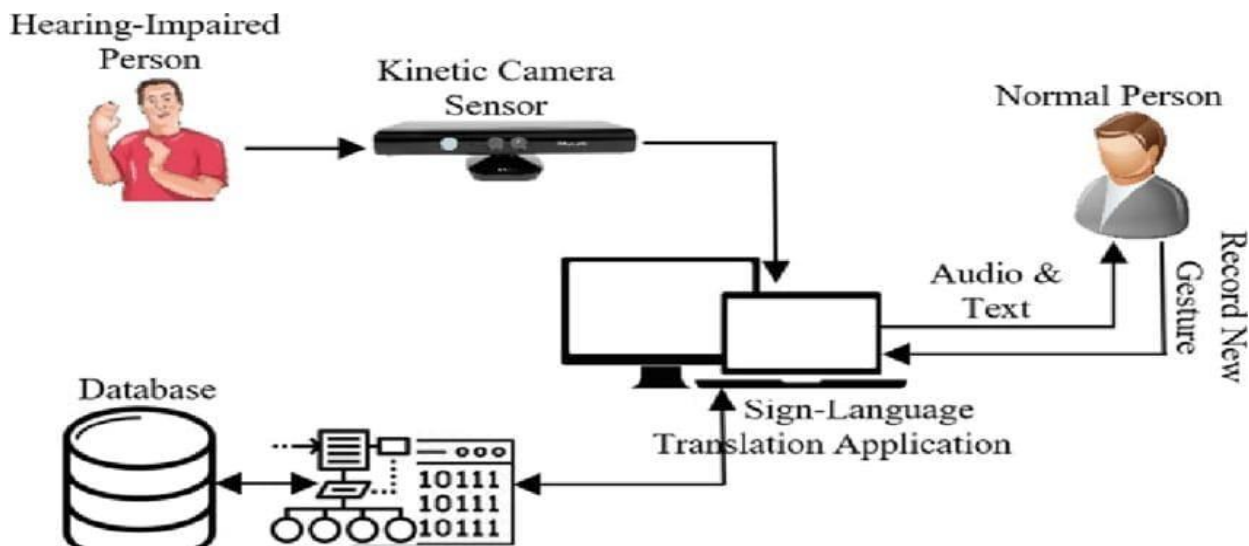 Hearing-Impaired
Person
Kinetic Camera
Sensor
Normal Person
Audio &
Text
Record New
Gesture
Database
Sign-Language
Translation Application
10111
10111
10111